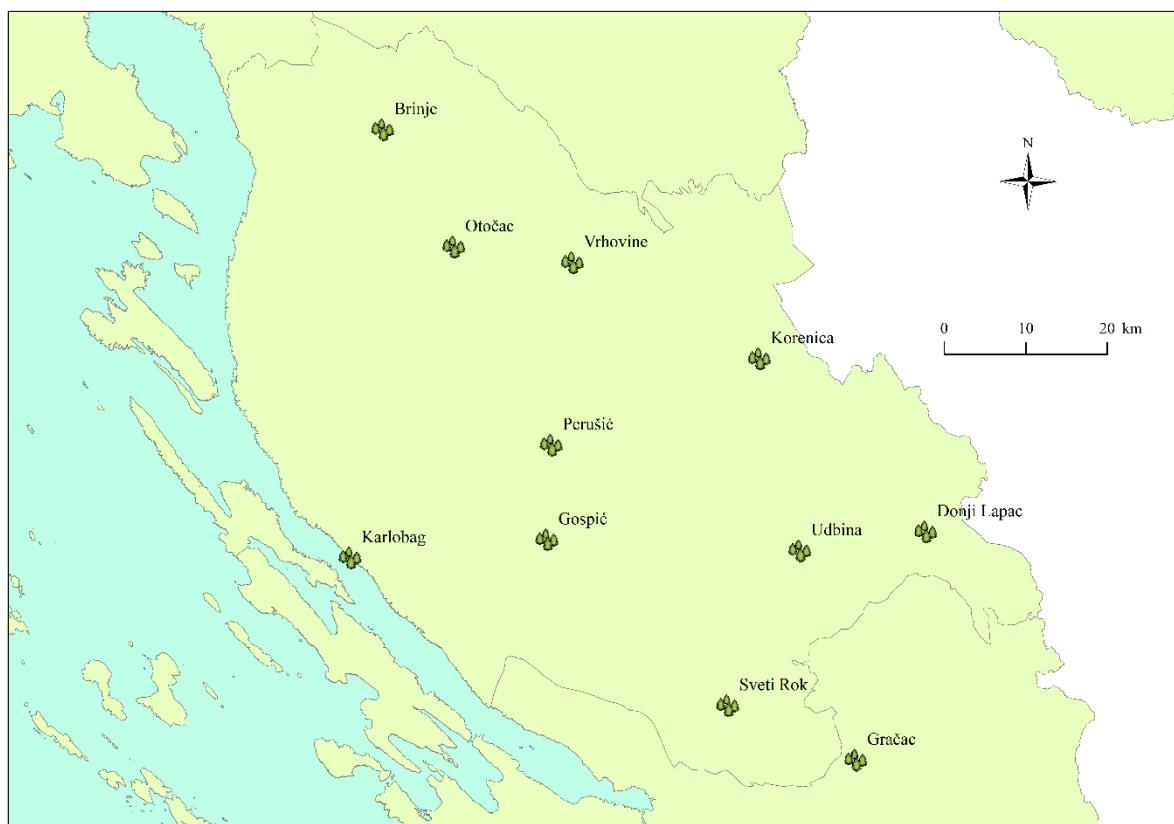 Brinje
N
Otočac
Vrhovine
0 10 20 km
Korenica
Perušić
Gospić
Donji Lapac
Karlobag
Udbina
Sveti Rok
Gračac